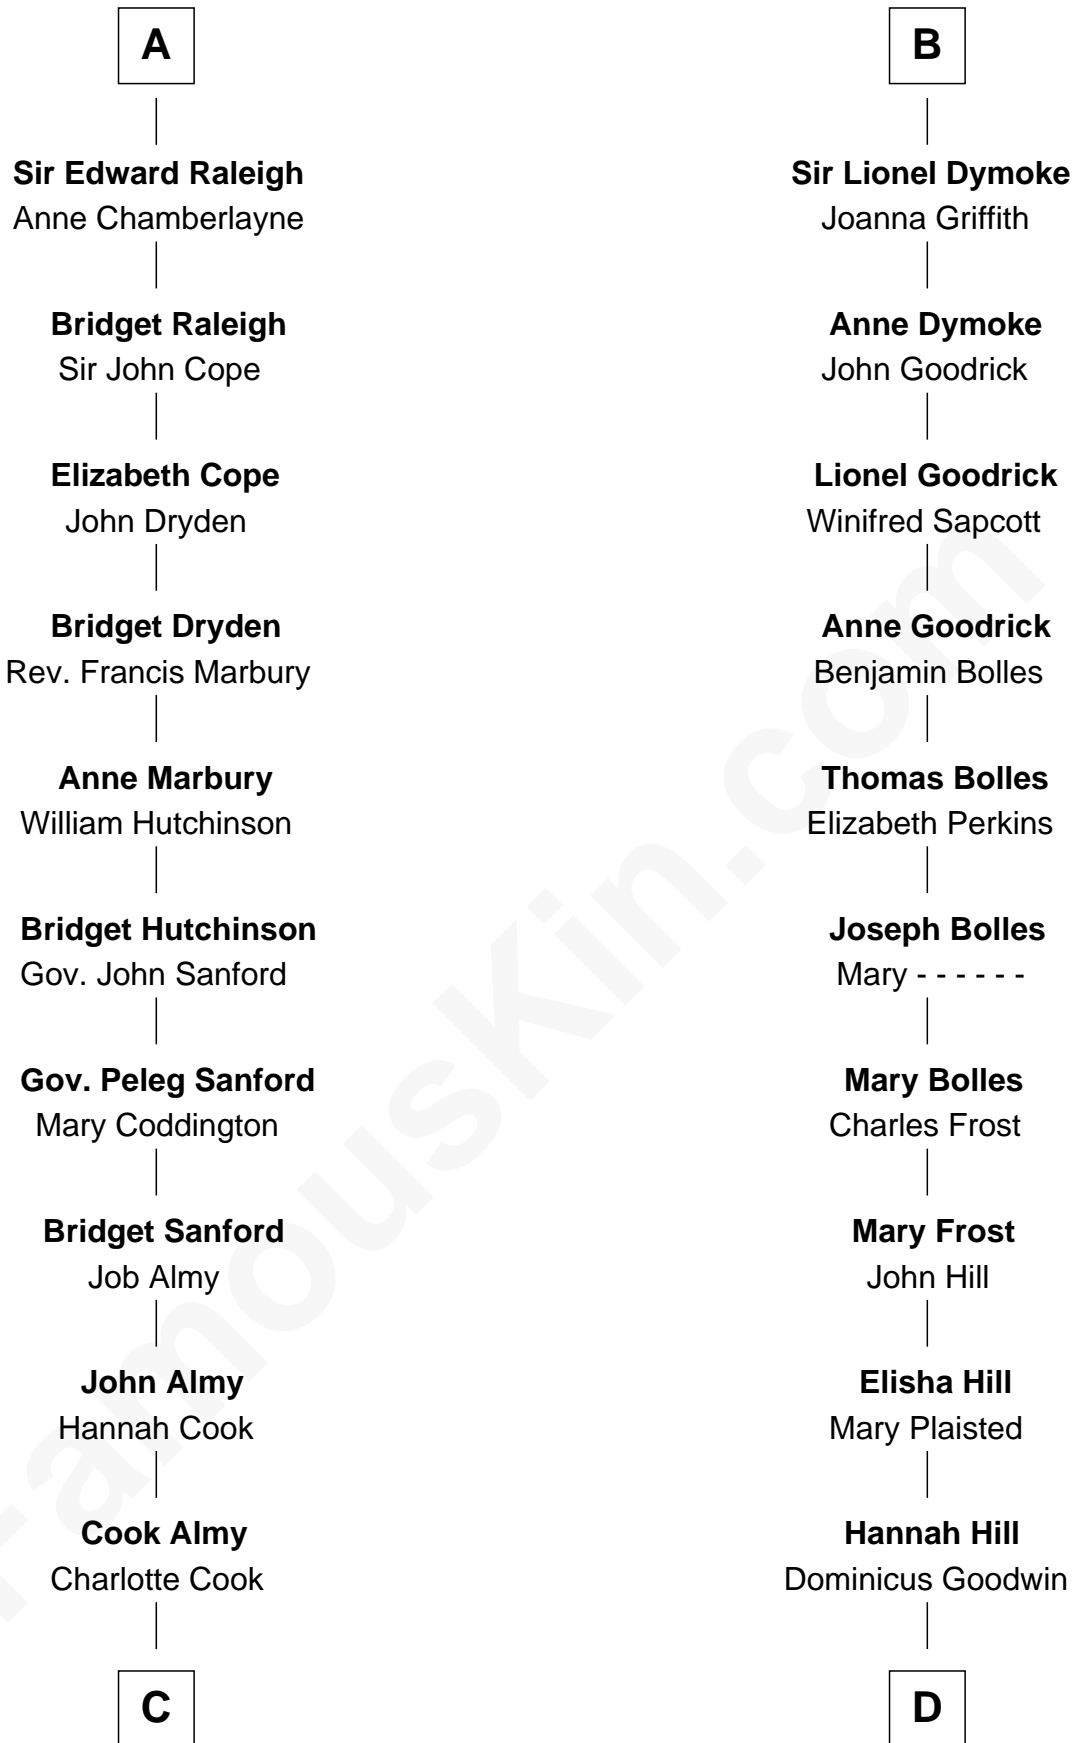 A
Sir Edward Raleigh
Anne Chamberlayne
Bridget Raleigh
Sir John Cope
Elizabeth Cope
John Dryden
Bridget Dryden
Rev. Francis Marbury
Anne Marbury
William Hutchinson
Bridget Hutchinson
Gov. John Sanford
Gov. Peleg Sanford
Mary Coddington
Bridget Sanford
Job Almy
John Almy
Hannah Cook
Cook Almy
Charlotte Cook
C
B
Sir Lionel Dymoke
Joanna Griffith
Anne Dymoke
John Goodrick
Lionel Goodrick
Winifred Sapcott
Anne Goodrick
Benjamin Bolles
Thomas Bolles
Elizabeth Perkins
Joseph Bolles
Mary - - - - - -
Mary Bolles
Charles Frost
Mary Frost
John Hill
Elisha Hill
Mary Plaisted
Hannah Hill
Dominicus Goodwin
D
FamousKin.com